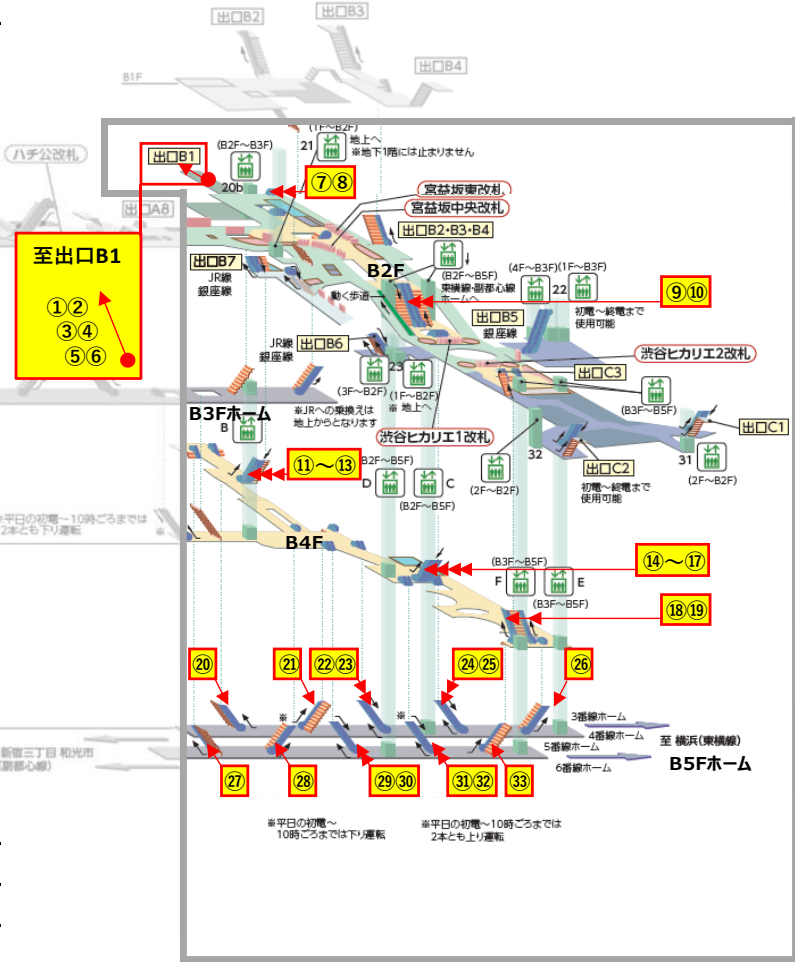 出口B2
出口B3
出口B4
B1F
ハチ公改札
出口A8
出口B1
(B2F～B3F)
20b
(1F～B2F)
21
地上へ
※地下1階には止まりません
⑦⑧
宮益坂東改札
宮益坂中央改札
出口B2・B3・B4
至出口B1
①②
③④
⑤⑥
出口B7
JR線
銀座線
B2F
動く歩道
(B2F～B5F)
東横線・副都心線
ホームへ
(4F～B3F)
(1F～B3F)
22
初電～終電まで
使用可能
⑨⑩
出口B5
銀座線
JR線
銀座線
出口B6
23
(3F～B2F)
(1F～B2F)
※ 地上へ
渋谷ヒカリエ2改札
出口C3
(B3F～B5F)
B3Fホーム
B
※JRへの乗換えは
地上からとなります
渋谷ヒカリエ1改札
出口C1
31
(2F～B2F)
32
(2F～B2F)
出口C2
初電～終電まで
使用可能
⑪～⑬
(B2F～B5F)
D
C
(B2F～B5F)
※平日の初電～10時ごろまでは
2本とも下り運転
※
B4F
(B3F～B5F)
F
E
(B3F～B5F)
⑭～⑰
⑱⑲
⑳
㉑
㉒㉓
㉔㉕
㉖
※
※
3番線ホーム
4番線ホーム
5番線ホーム
6番線ホーム
至 横浜(東横線)
B5Fホーム
新宿三丁目 和光市
(副都心線)
㉗
㉘
㉙㉚
㉛㉜
㉝
※平日の初電～
10時ごろまでは下り運転
※平日の初電～10時ごろまでは
2本とも上り運転